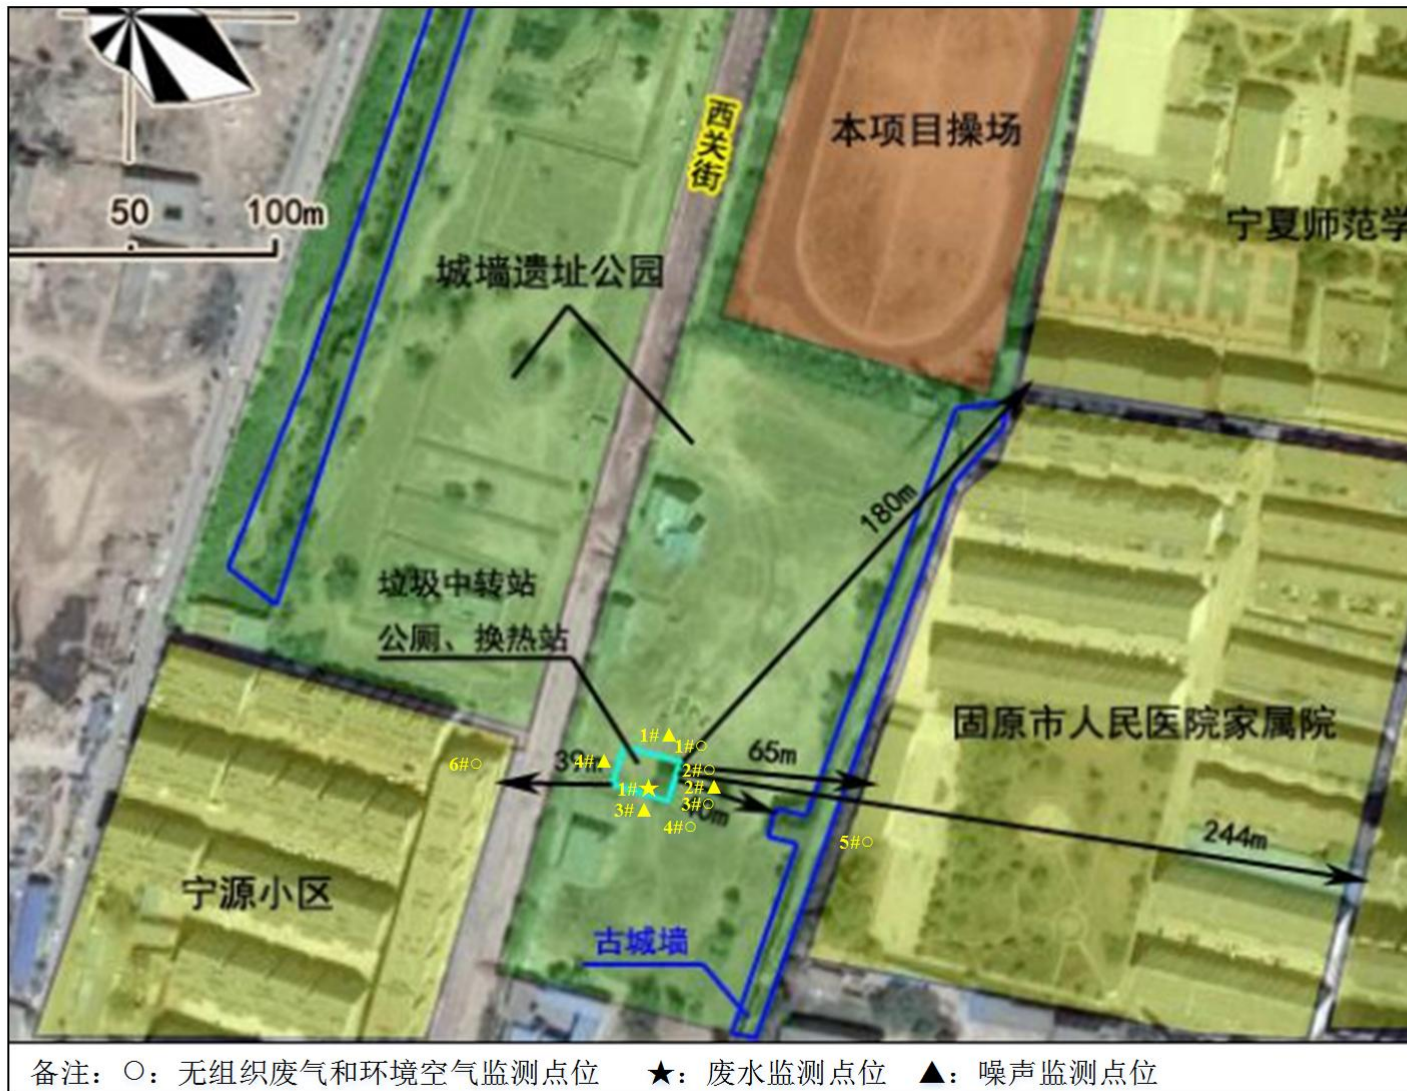 西关街
本项目操场
50 100m
宁夏师范学
城墙遗址公园
180m
垃圾中转站
公厕、换热站
固原市人民医院家属院
1#▲
1#○
65m
6#○
39m
4#▲
2#○
1#★
2#▲
3#▲
3#○
40m
4#○
5#○
244m
宁源小区
古城墙
备注：○：无组织废气和环境空气监测点位 ★：废水监测点位 ▲：噪声监测点位